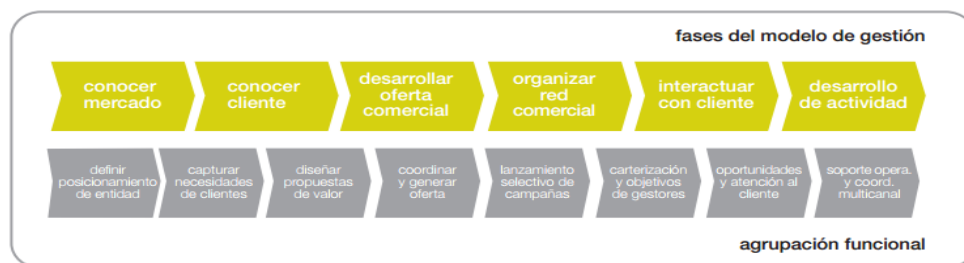 fases del modelo de gestión
conocer
mercado
conocer
cliente
desarrollar
oferta
comercial
organizar
red
comercial
interactuar
con cliente
desarrollo
de actividad
definir
posicionamiento
de entidad
capturar
necesidades
de clientes
diseñar
propuestas
de valor
coordinar
y generar
oferta
lanzamiento
selectivo de
campañas
carterización
y objetivos
de gestores
oportunidades
y atención al
cliente
soporte opera.
y coord.
multicanal
agrupación funcional